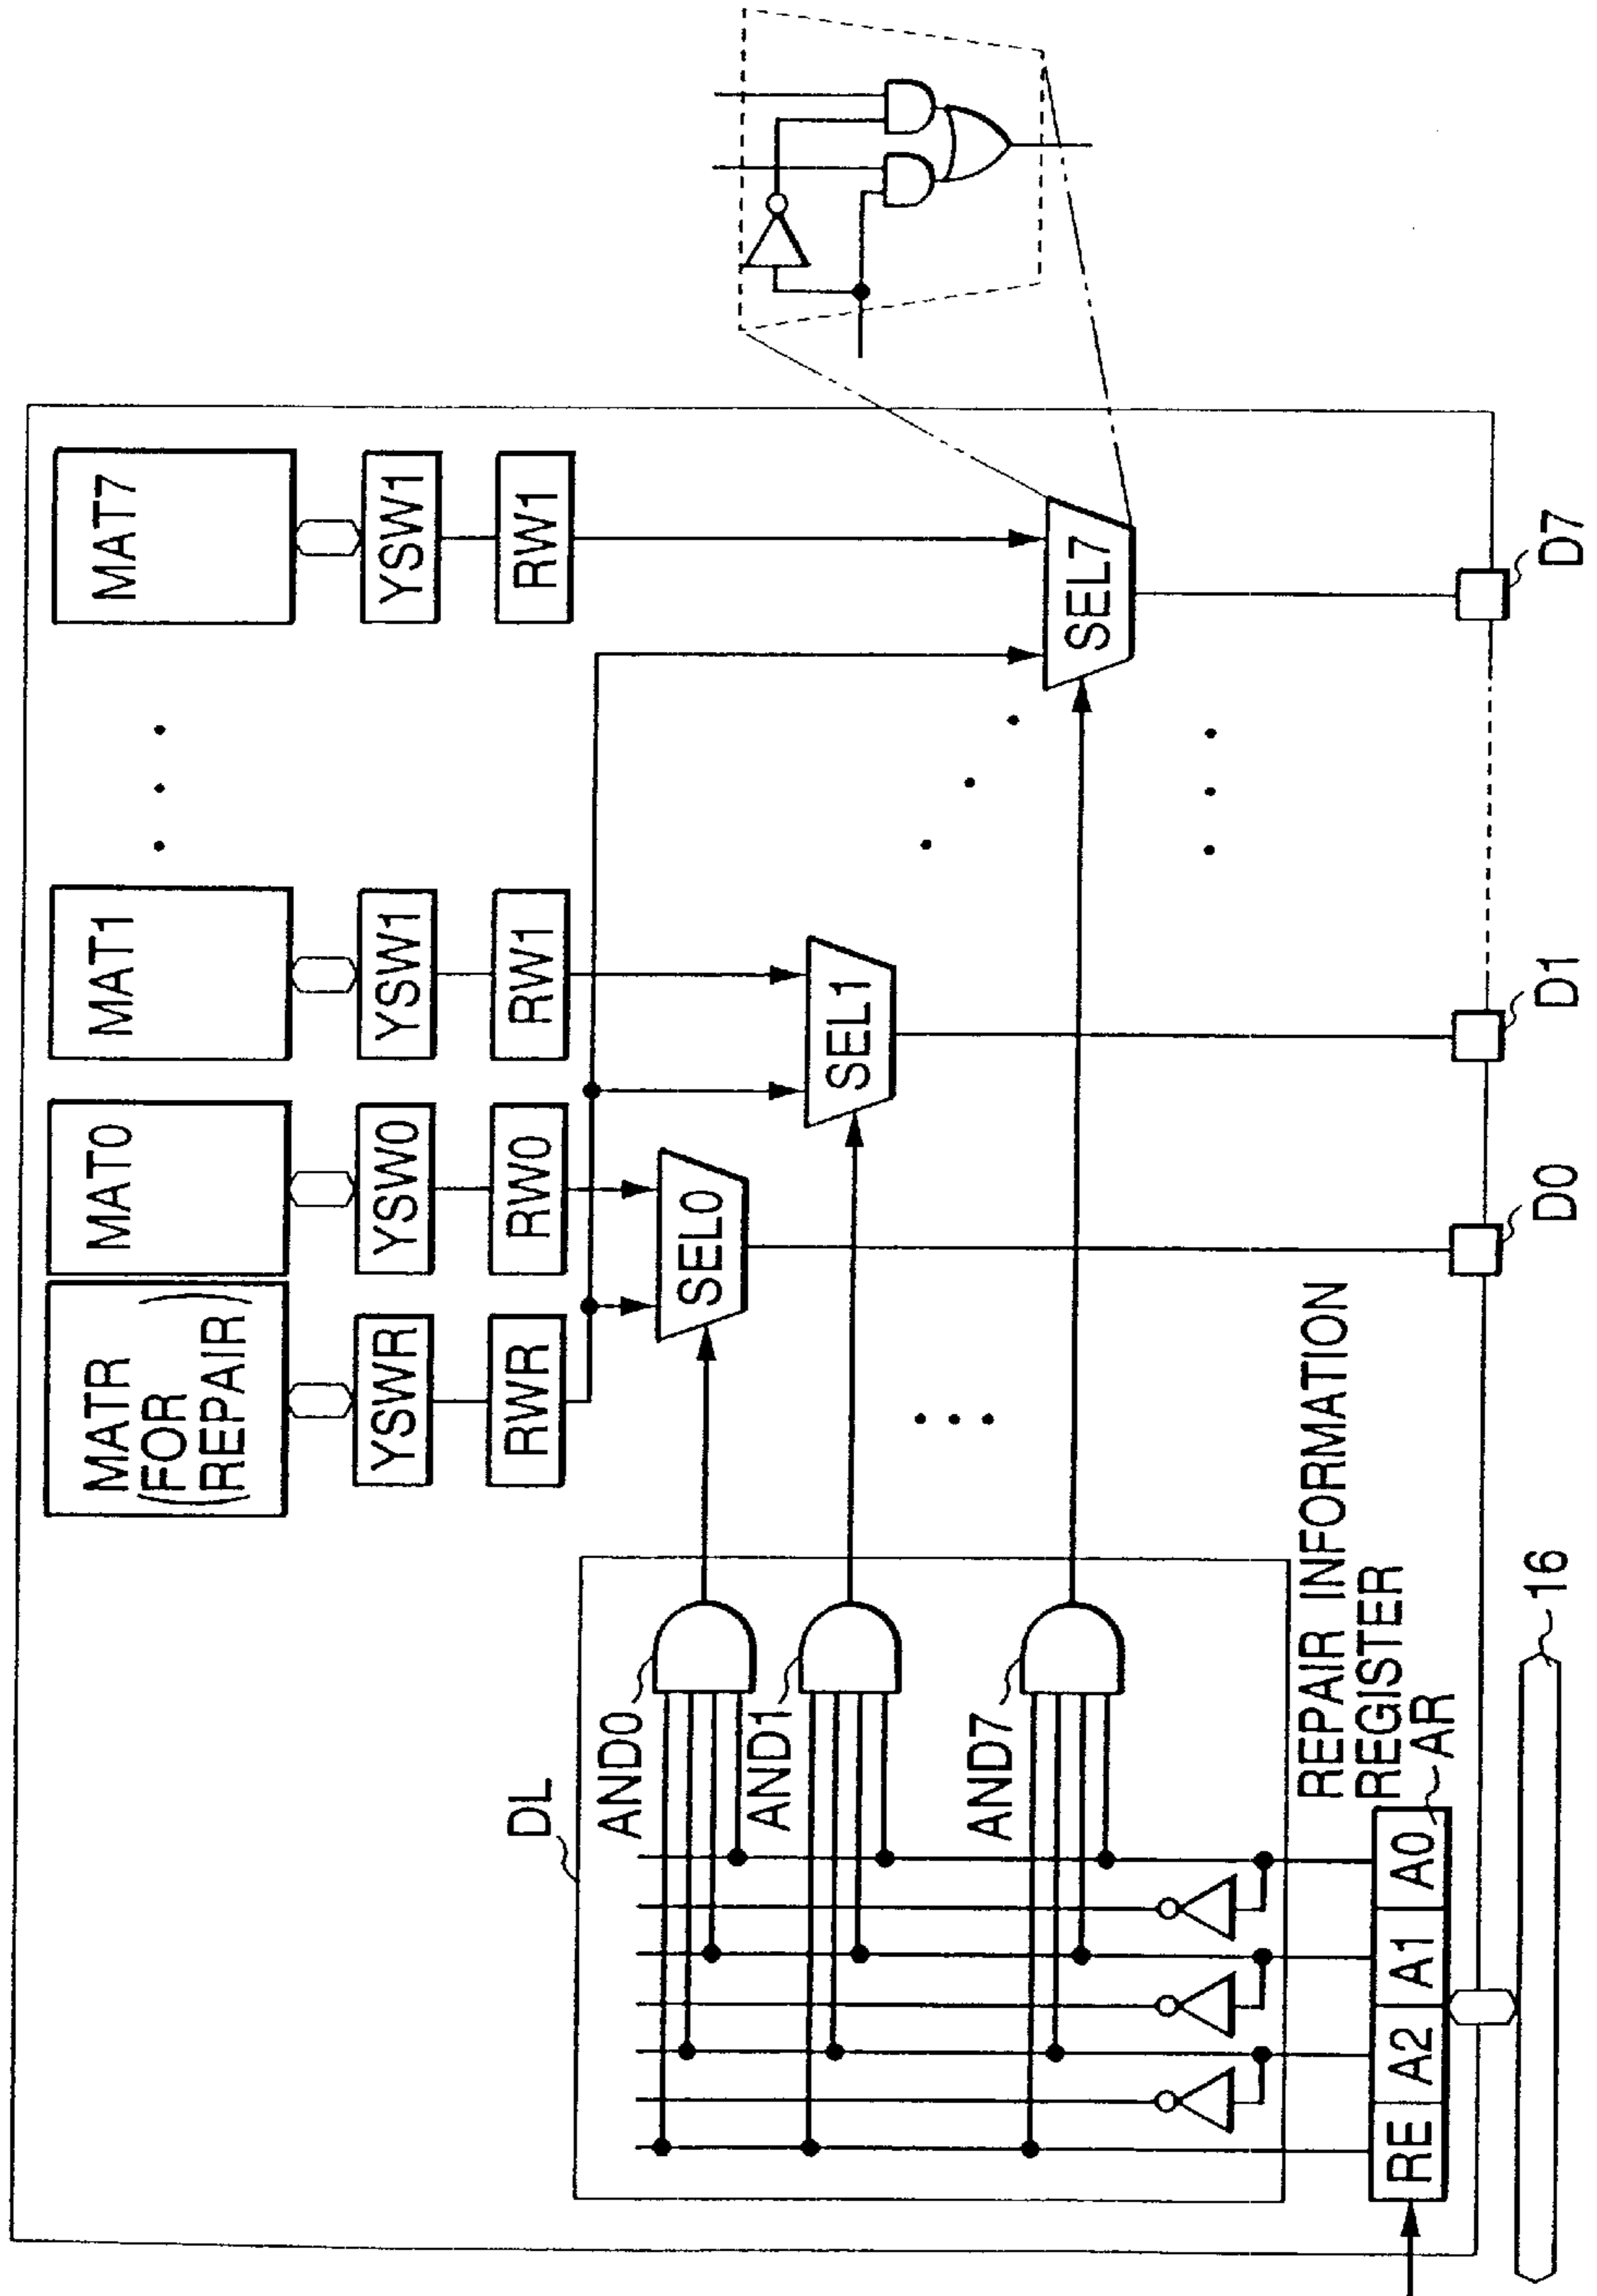 MATR
(FOR
REPAIR)
MAT0
MAT1
MAT7
YSWR
YSW0
YSW1
YSW1
RWR
RW0
RW1
RW1
SEL0
SEL1
SEL7
DL
AND0
AND1
AND7
REPAIR INFORMATION
REGISTER
AR
RE
A2
A1
A0
16
D0
D1
D7